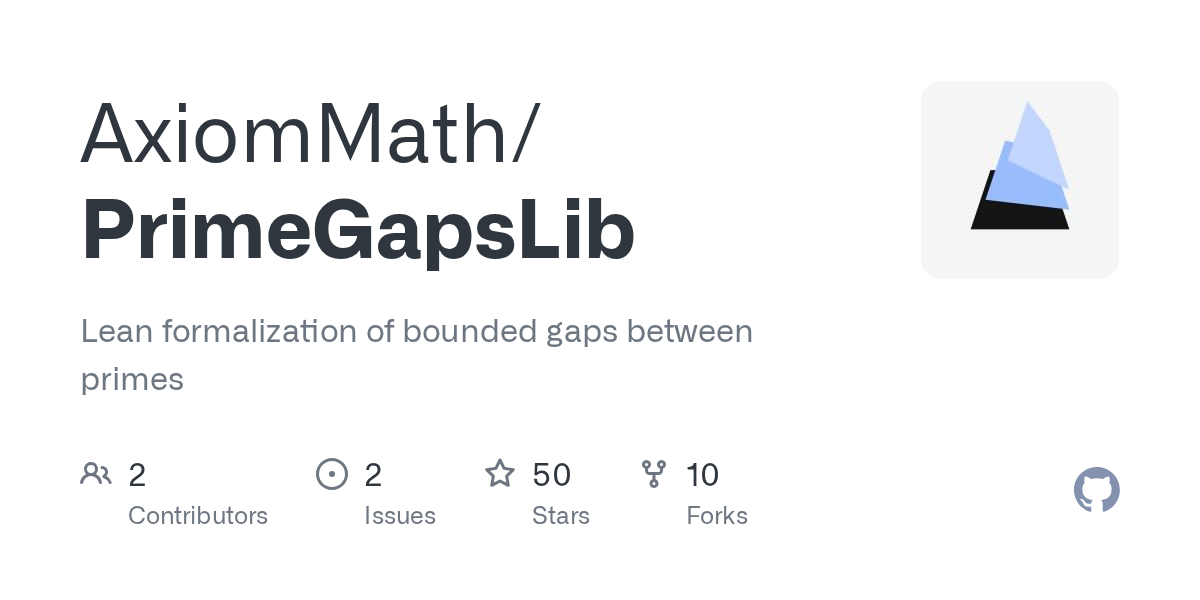 AxiomMath/
PrimeGapsLib
Lean formalization of bounded gaps between
primes
2 2 50 10
Contributors Issues Stars Forks